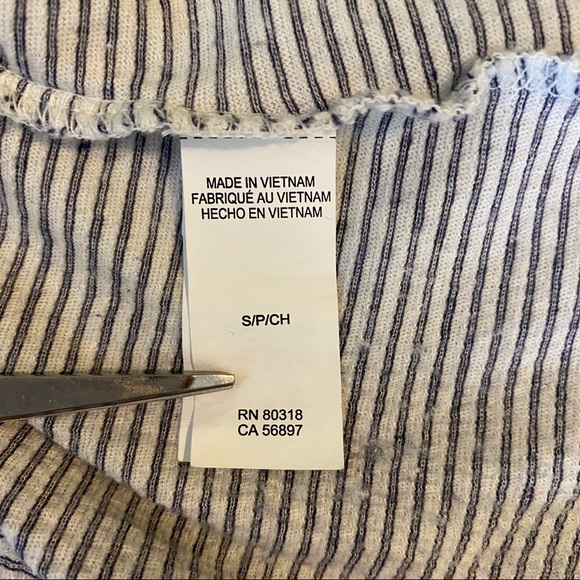 MADE IN VIETNAM
FABRIQUÉ AU VIETNAM
HECHO EN VIETNAM
S/P/CH
RN 80318
CA 56897